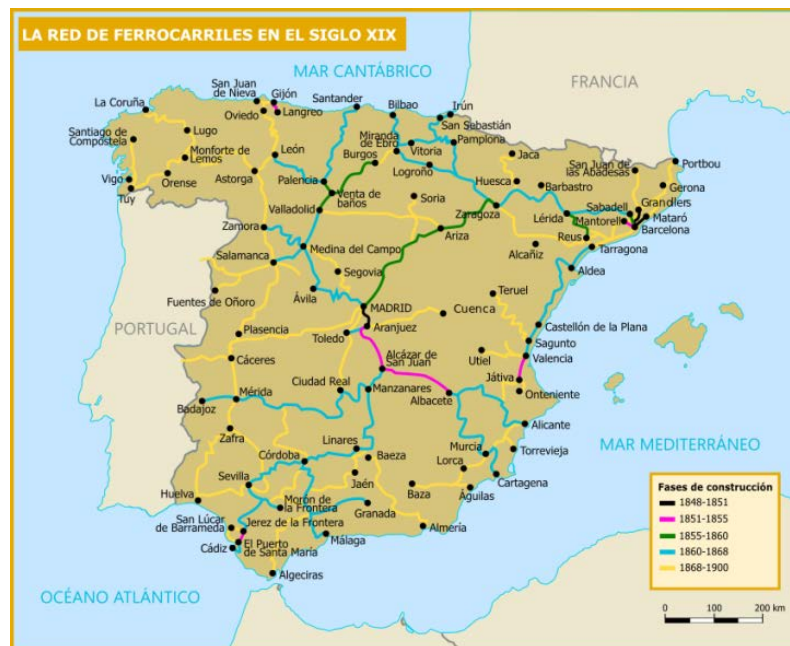 LA RED DE FERROCARRILES EN EL SIGLO XIX
MAR CANTÁBRICO
FRANCIA
San Juan
de Nieva
Gijón
La Coruña
Oviedo
Langreo
Santander
Bilbao
Irún
San Sebastián
Santiago de
Compostela
Lugo
Monforte de
Lemos
León
Miranda
de Ebro
Vitoria
Pamplona
Burgos
Logroño
Jaca
San Juan de
las Abadesas
Portbou
Vigo
Tuy
Orense
Astorga
Palencia
Venta de
baños
Huesca
Barbastro
Gerona
Soria
Sabadell
Granollers
Valladolid
Zaragoza
Lérida
Mantorell
Mataró
Barcelona
Zamora
Ariza
Reus
Tarragona
Medina del Campo
Salamanca
Segovia
Alcañiz
Aldea
Fuentes de Oñoro
Ávila
MADRID
Teruel
PORTUGAL
Plasencia
Toledo
Aranjuez
Cuenca
Castellón de la Plana
Sagunto
Cáceres
Alcázar de
San Juan
Utiel
Valencia
Ciudad Real
Játiva
Mérida
Manzanares
Albacete
Onteniente
Badajoz
Alicante
MAR MEDITERRÁNEO
Zafra
Linares
Murcia
Torrevieja
Córdoba
Baeza
Lorca
Sevilla
Jaén
Cartagena
Huelva
Morón de
la Frontera
Baza
Águilas
San Lúcar
de Barrameda
Jerez de la Frontera
Granada
Cádiz
El Puerto
de Santa María
Málaga
Almería
Algeciras
OCÉANO ATLÁNTICO
Fases de construcción
1848-1851
1851-1855
1855-1860
1860-1868
1868-1900
0 100 200 km